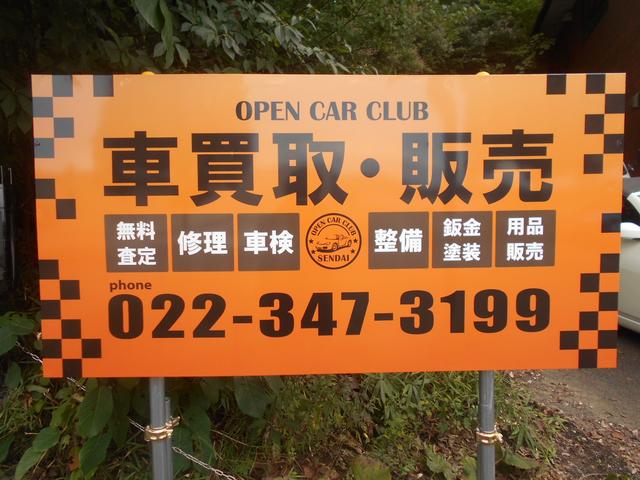 OPEN CAR CLUB
車買取・販売
無料査定
修理
車検
OPEN CAR CLUB
SENDAI
整備
鈑金塗装
用品販売
phone
022-347-3199